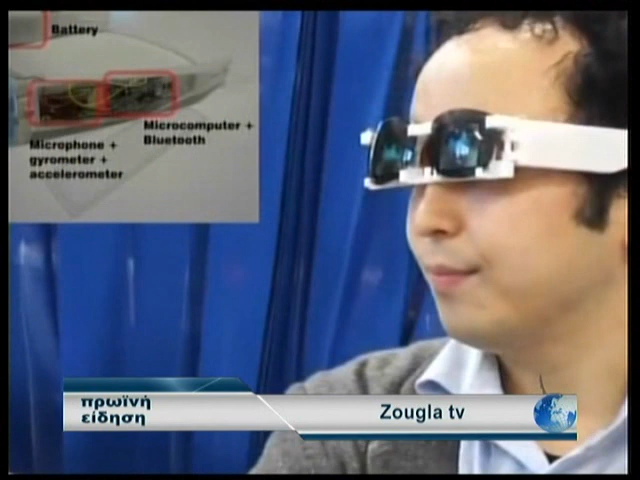 Battery
Microcomputer +
Bluetooth
Microphone +
gyrometer +
accelerometer
πρωϊνή
είδηση
Zougla tv